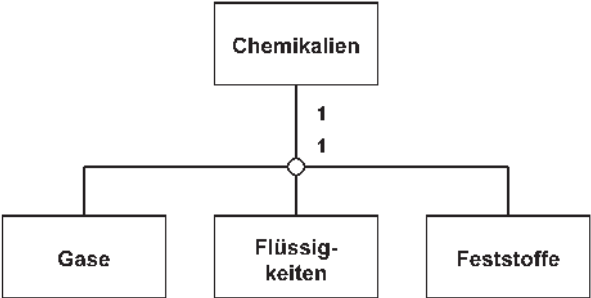 Chemikalien
1
1
Gase
Flüssig-
keiten
Feststoffe